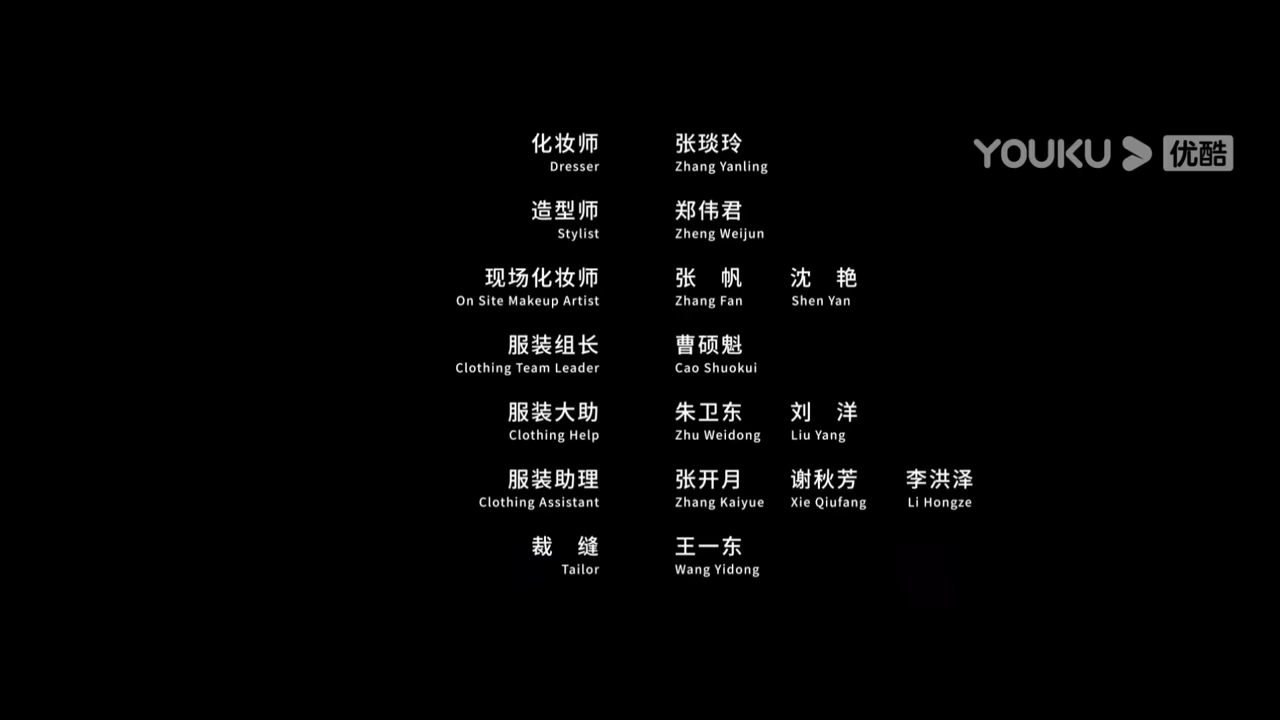 化妆师 张琰玲
Dresser Zhang Yanling
YOUKU 优酷
造型师 郑伟君
Stylist Zheng Weijun
现场化妆师 张 帆 沈 艳
On Site Makeup Artist Zhang Fan Shen Yan
服装组长 曹硕魁
Clothing Team Leader Cao Shuokui
服装大助 朱卫东 刘 洋
Clothing Help Zhu Weidong Liu Yang
服装助理 张开月 谢秋芳 李洪泽
Clothing Assistant Zhang Kaiyue Xie Qiufang Li Hongze
裁 缝 王一东
Tailor Wang Yidong